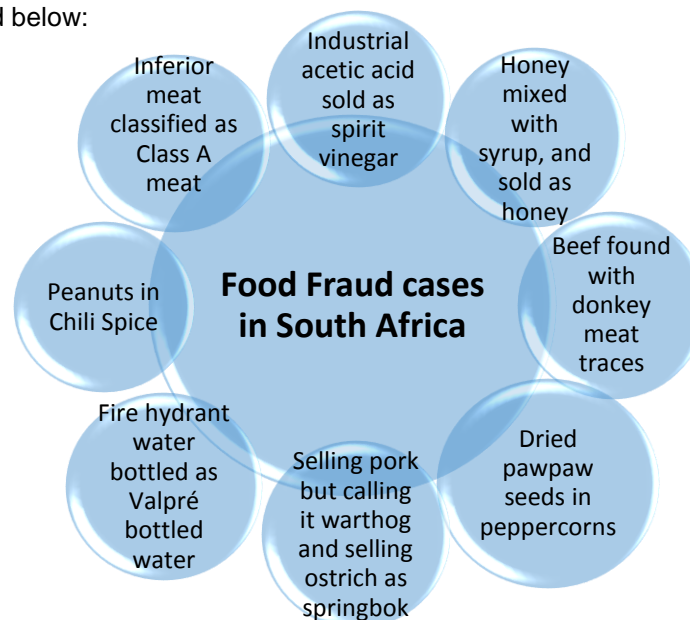 d below:
Industrial
acetic acid
sold as
spirit
vinegar
Honey
mixed
with
syrup, and
sold as
honey
Beef found
with
donkey
meat
traces
Dried
pawpaw
seeds in
peppercorns
Selling pork
but calling
it warthog
and selling
ostrich as
springbok
Fire hydrant
water
bottled as
Valpré
bottled
water
Peanuts in
Chili Spice
Inferior
meat
classified as
Class A
meat
Food Fraud cases
in South Africa